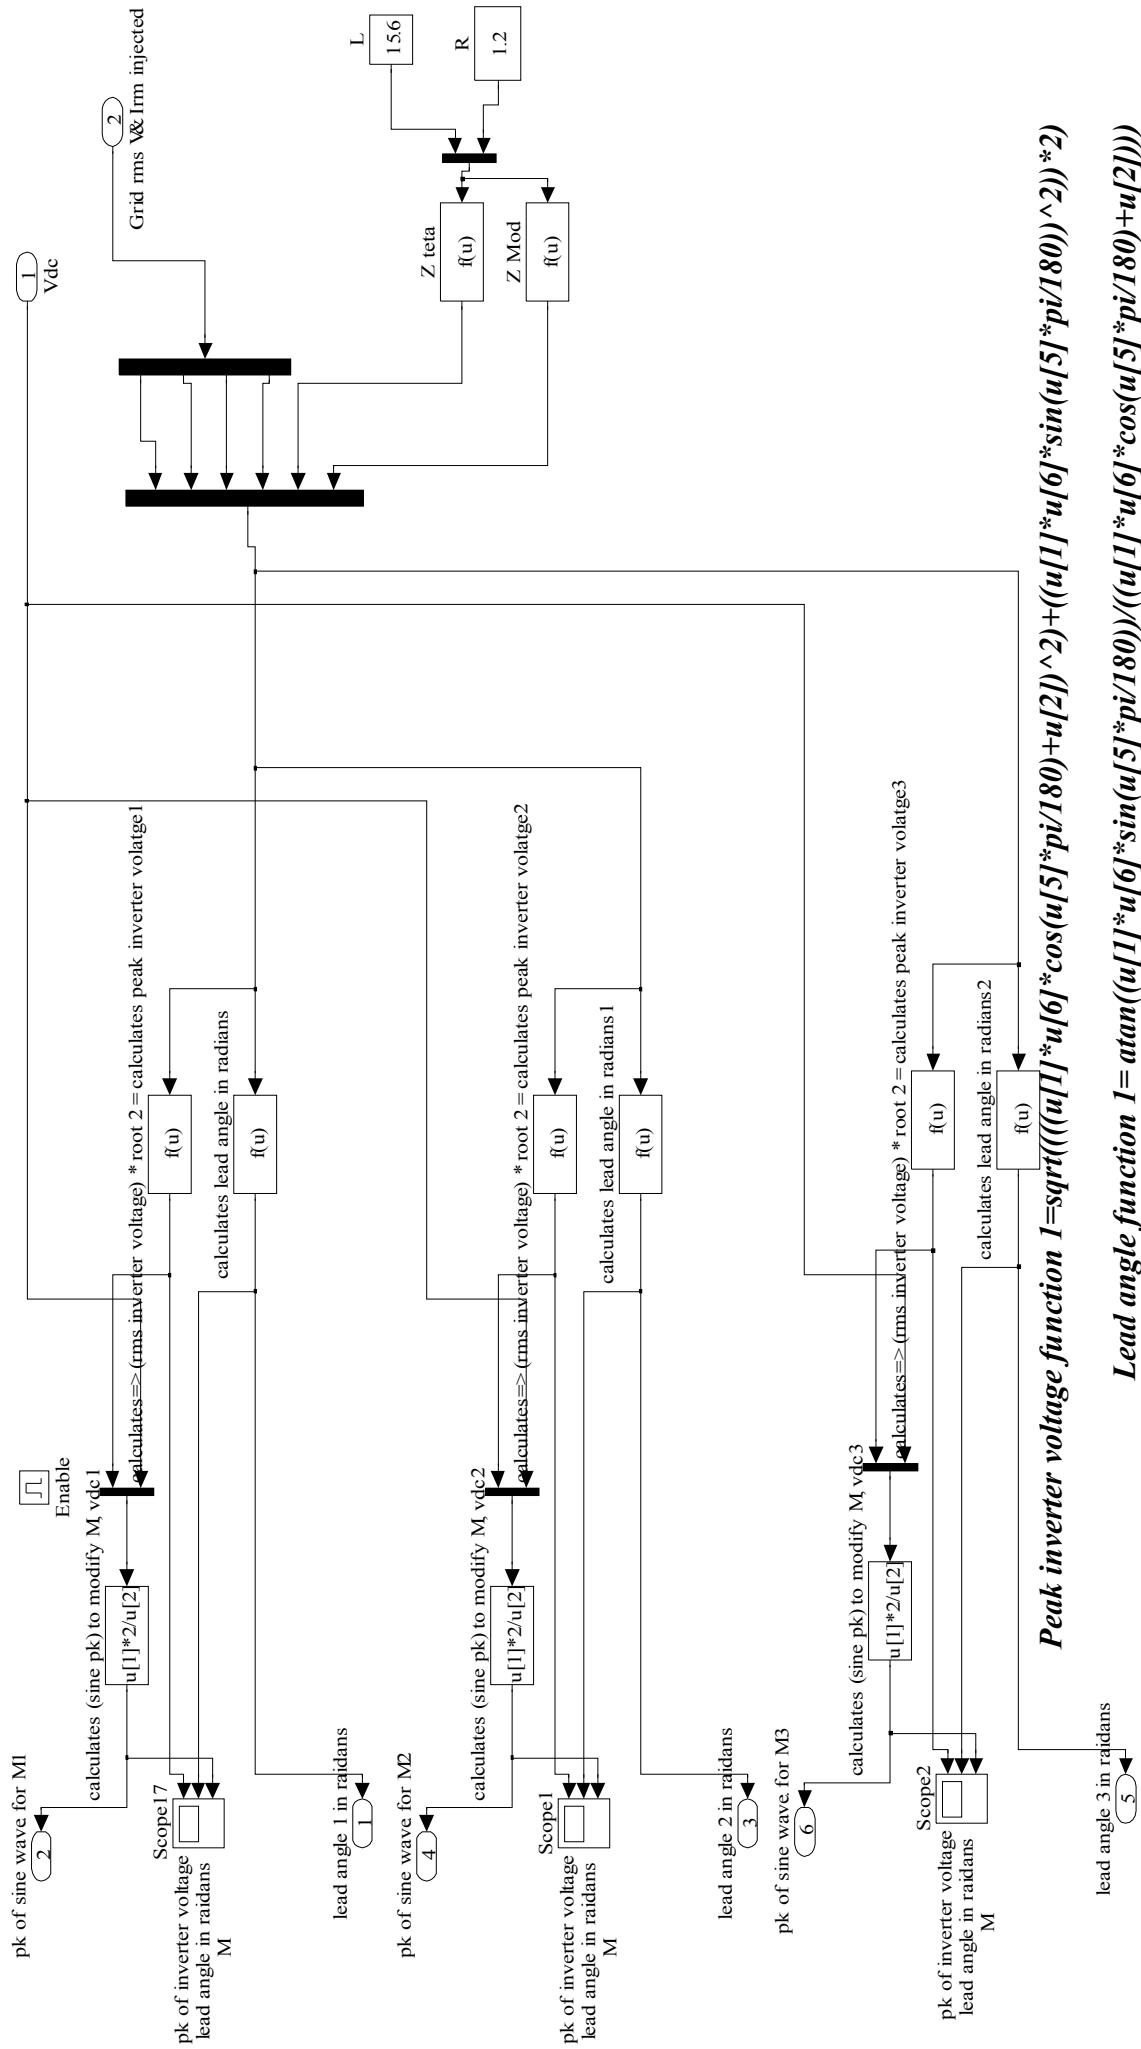 pk of sine wave for M1
2
Enable
1
Vdc
calculates (sine pk) to modify M, vdc1
u[1]*2/u[2]
calculates=> (rms inverter voltage) * root 2 = calculates peak inverter volatge1
f(u)
2
Grid rms V& Irm injected
Scope17
pk of inverter voltage
lead angle in raidans
M
calculates lead angle in radians
f(u)
lead angle 1 in raidans
1
L
15.6
R
1.2
Z teta
f(u)
Z Mod
f(u)
pk of sine wave for M2
4
calculates (sine pk) to modify M, vdc2
u[1]*2/u[2]
calculates=> (rms inverter voltage) * root 2 = calculates peak inverter volatge2
f(u)
Scope1
pk of inverter voltage
lead angle in raidans
M
calculates lead angle in radians1
f(u)
lead angle 2 in raidans
3
pk of sine wave for M3
6
calculates (sine pk) to modify M, vdc3
u[1]*2/u[2]
calculates=> (rms inverter voltage) * root 2 = calculates peak inverter volatge3
f(u)
Scope2
pk of inverter voltage
lead angle in raidans
M
calculates lead angle in radians2
f(u)
lead angle 3 in raidans
5
Peak inverter voltage function 1=sqrt((((u[1]*u[6]*cos(u[5]*pi/180)+u[2])^2)+((u[1]*u[6]*sin(u[5]*pi/180))^2))*2)
Lead angle function 1= atan((u[1]*u[6]*sin(u[5]*pi/180))/((u[1]*u[6]*cos(u[5]*pi/180)+u[2])))